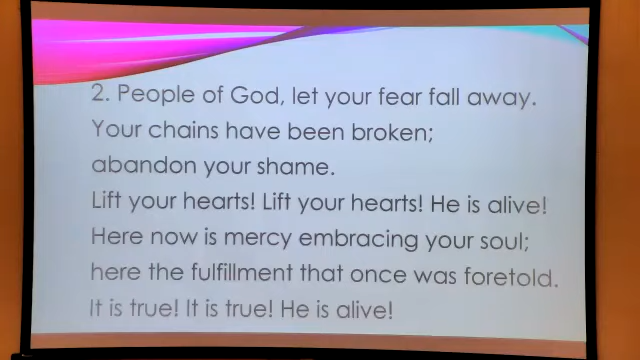 2. People of God, let your fear fall away.
Your chains have been broken;
abandon your shame.
Lift your hearts! Lift your hearts! He is alive!
Here now is mercy embracing your soul;
here the fulfillment that once was foretold.
It is true! It is true! He is alive!